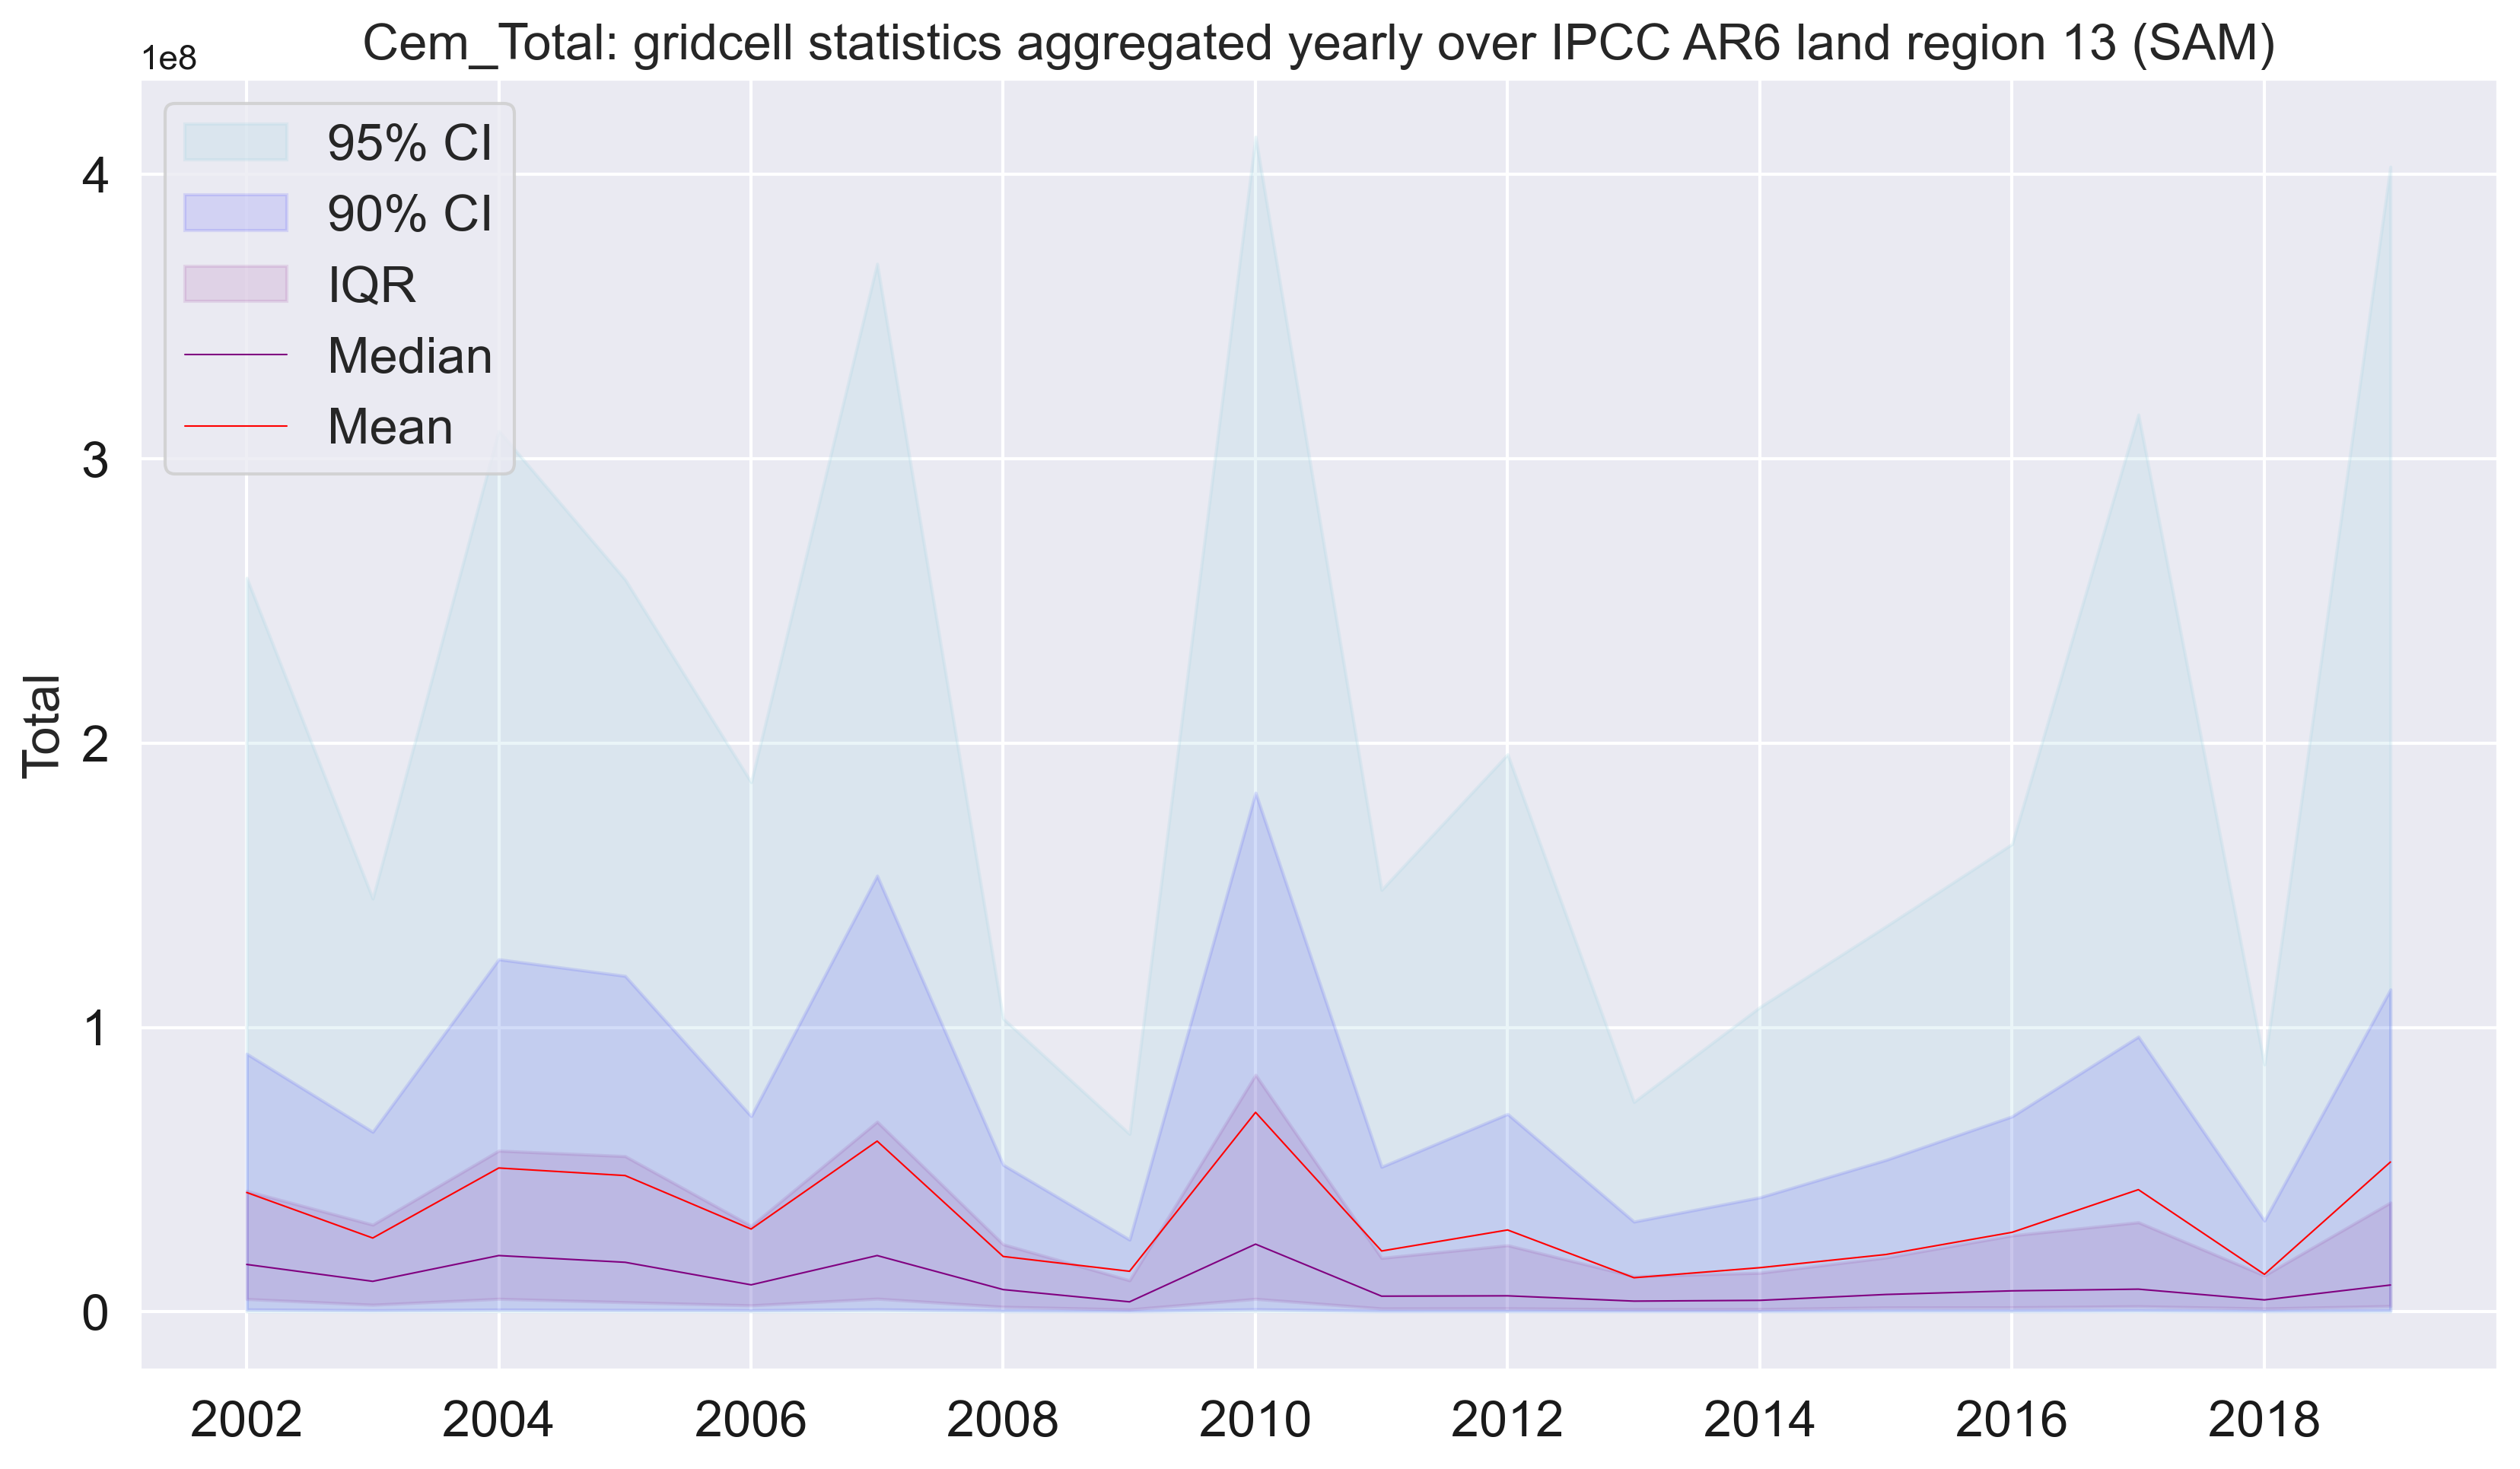 Cem_Total: gridcell statistics aggregated yearly over IPCC AR6 land region 13 (SAM)
1e8
95% CI
90% CI
IQR
Median
Mean
Total
4
3
2
1
0
2002 2004 2006 2008 2010 2012 2014 2016 2018